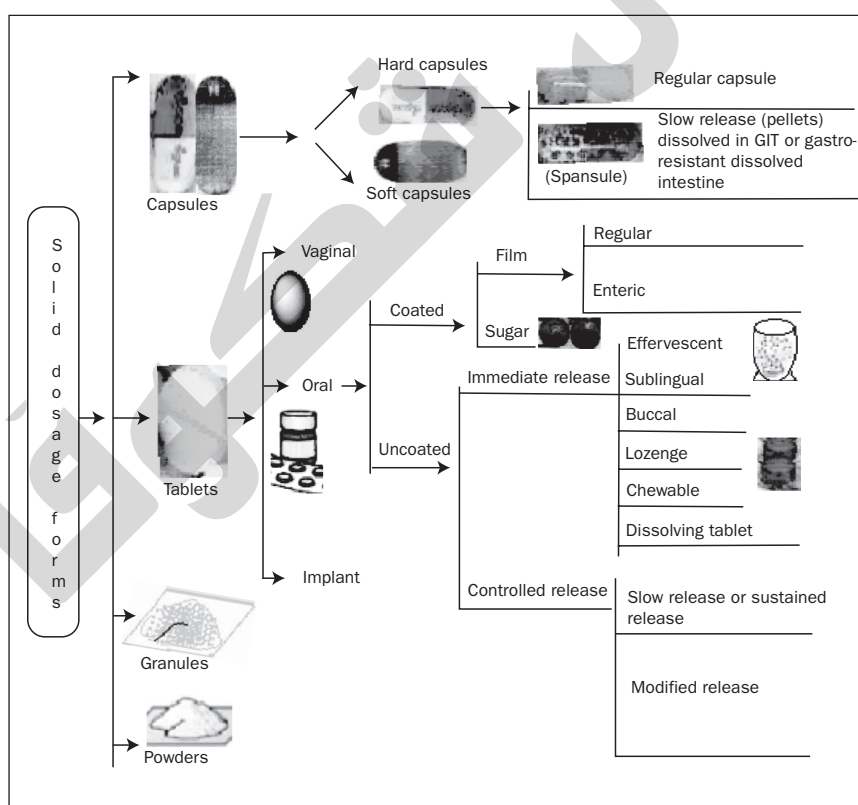 Solid dosage forms
Capsules
Hard capsules
Soft capsules
Regular capsule
Slow release (pellets)
dissolved in GIT or gastro-
resistant dissolved
intestine
(Spansule)
Tablets
Vaginal
Oral
Implant
Coated
Uncoated
Film
Sugar
Regular
Enteric
Immediate release
Effervescent
Sublingual
Buccal
Lozenge
Chewable
Dissolving tablet
Controlled release
Slow release or sustained
release
Modified release
Granules
Powders